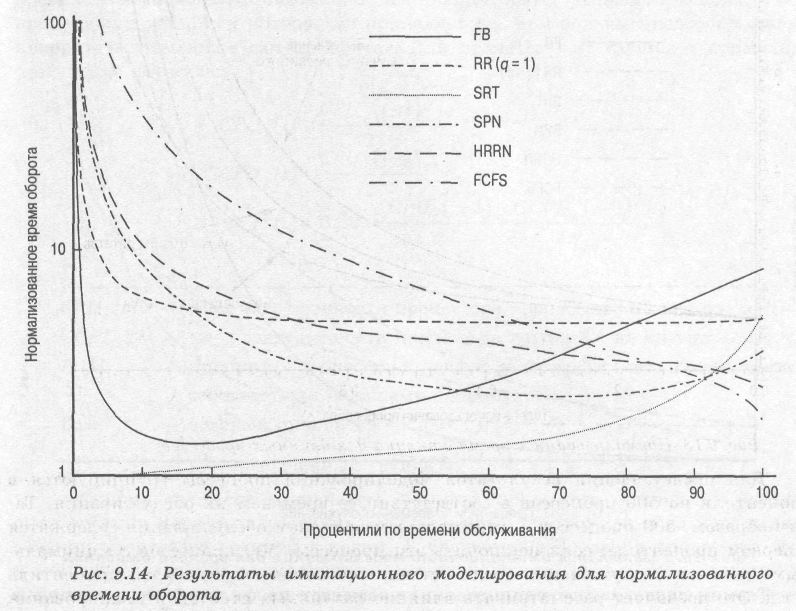 100
FB
RR (q = 1)
SRT
SPN
HRRN
FCFS
Нормализованное время оборота
10
1
0 10 20 30 40 50 60 70 80 90 100
Процентили по времени обслуживания
Рис. 9.14. Результаты имитационного моделирования для нормализованного
времени оборота